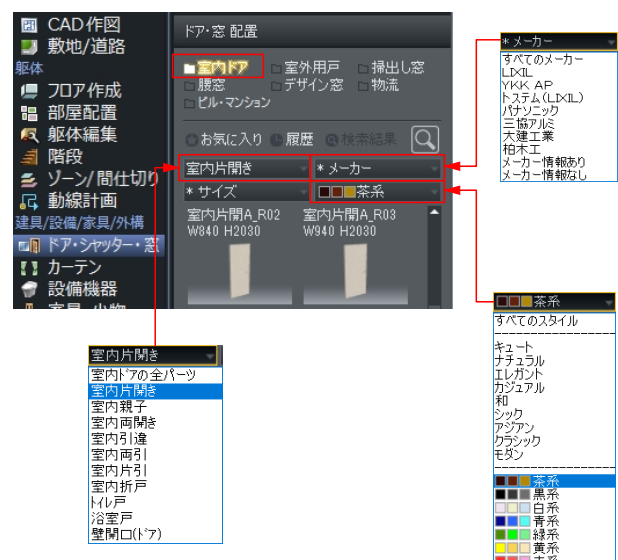 CAD作図
敷地/道路
躯体
フロア作成
部屋配置
躯体編集
階段
ゾーン/間仕切り
動線計画
建具/設備/家具/外構
ドア・シャッター・窓
カーテン
設備機器
ドア・窓 配置
室内ドア 室外用戸 掃出し窓
腰窓 デザイン窓 物流
ビル・マンション
お気に入り 履歴 検索結果
室内片開き * メーカー
* サイズ 茶系
室内片開A_R02 室内片開A_R03
W840 H2030 W940 H2030
* メーカー
すべてのメーカー
LIXIL
YKK AP
トステム(LIXIL)
パナソニック
三協アルミ
大建工業
柏木工
メーカー情報あり
メーカー情報なし
室内片開き
室内ドアの全パーツ
室内片開き
室内親子
室内両開き
室内引違
室内両引
室内片引
室内折戸
トイレ戸
浴室戸
壁開口(ドア)
茶系
すべてのスタイル
キュート
ナチュラル
エレガント
カジュアル
和
シック
アジアン
クラシック
モダン
茶系
黒系
白系
青系
緑系
黄系